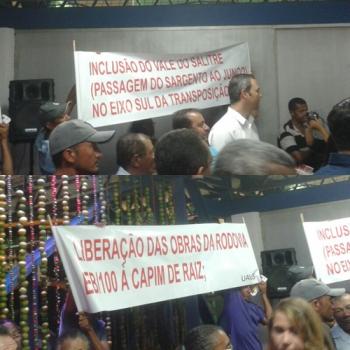 INCLUSÃO DO VALE DO SALITRE
(PASSAGEM DO SARGENTO AO JUNCO)
NO EIXO SUL DA TRANSPOSIÇÃO
LIBERAÇÃO DAS OBRAS DA RODOVIA
EB/100 À CAPIM DE RAIZ;
INCLUS
(PASSA
NO EI